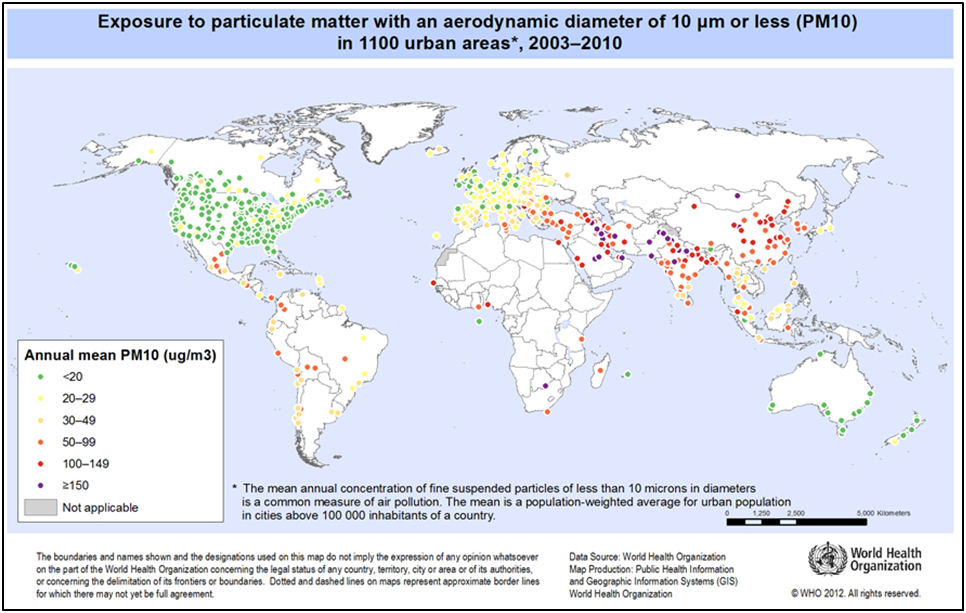 Exposure to particulate matter with an aerodynamic diameter of 10 μm or less (PM10)
in 1100 urban areas*, 2003–2010
Annual mean PM10 (ug/m3)
<20
20–29
30–49
50–99
100–149
≥150
Not applicable
* The mean annual concentration of fine suspended particles of less than 10 microns in diameters
is a common measure of air pollution. The mean is a population-weighted average for urban population
in cities above 100 000 inhabitants of a country.
0 1,250 2,500 5,000 Kilometers
The boundaries and names shown and the designations used on this map do not imply the expression of any opinion whatsoever
on the part of the World Health Organization concerning the legal status of any country, territory, city or area or of its authorities,
or concerning the delimitation of its frontiers or boundaries. Dotted and dashed lines on maps represent approximate border lines
for which there may not yet be full agreement.
Data Source: World Health Organization
Map Production: Public Health Information
and Geographic Information Systems (GIS)
World Health Organization
World Health
Organization
© WHO 2012. All rights reserved.